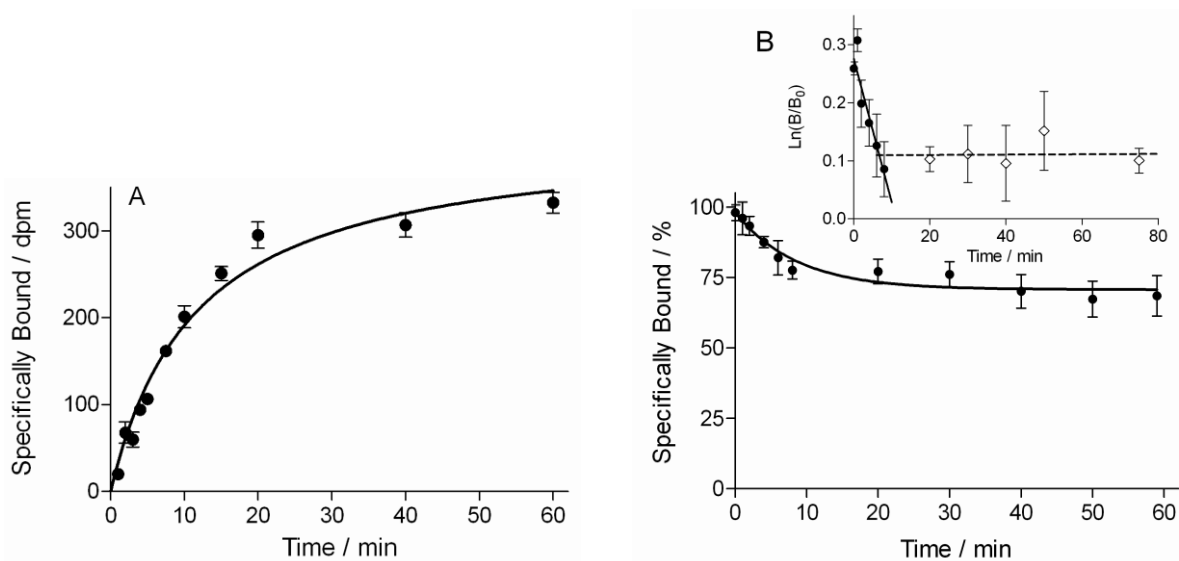 A
Specifically Bound / dpm
300
200
100
0
0 10 20 30 40 50 60
Time / min
B
Ln(B/B₀)
0.3
0.2
0.1
0.0
0 20 40 60 80
Time / min
Specifically Bound / %
100
75
50
25
0
0 10 20 30 40 50 60
Time / min